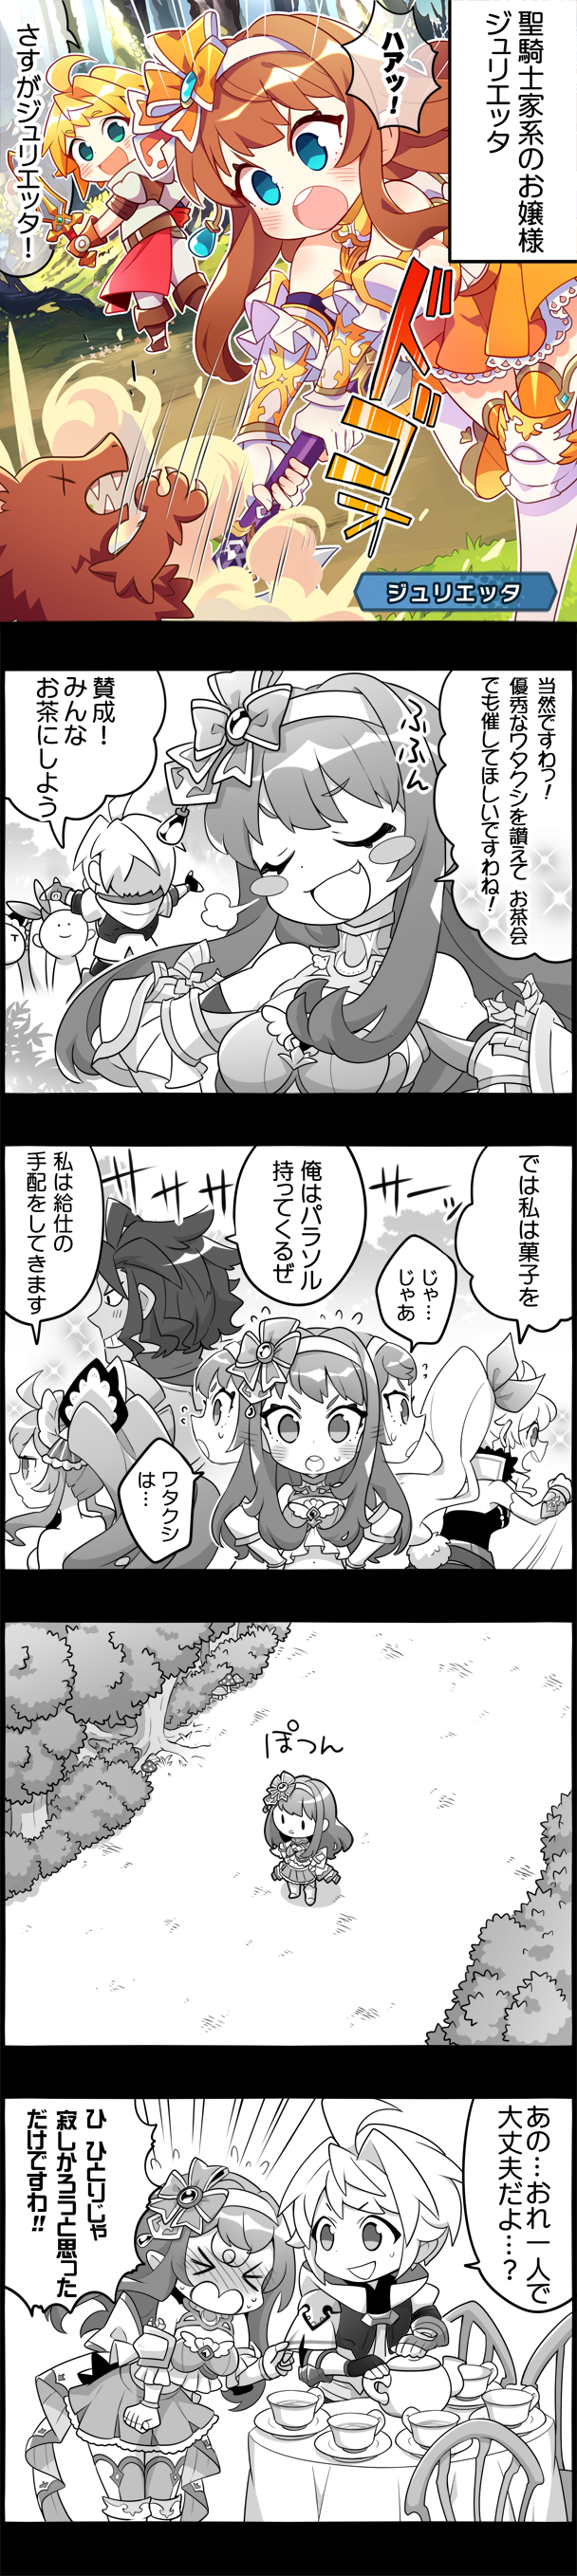 聖騎士家系のお嬢様
ジュリエッタ
ハアッ！
さすがジュリエッタ！
ドゴォ
ジュリエッタ
当然ですわっ！
優秀なワタクシを讃えて お茶会
でも催してほしいですわね！
ふふん
賛成！
みんな
お茶にしよう
では私は菓子を
サーッ
じゃ…
じゃあ
俺はパラソル
持ってくるぜ
サササ
私は給仕の
手配をしてきます
ワタクシ
は…
ぽつん
あの…おれ一人で
大丈夫だよ…？
ひ ひとりじゃ
寂しかろうと思った
だけですわ!!